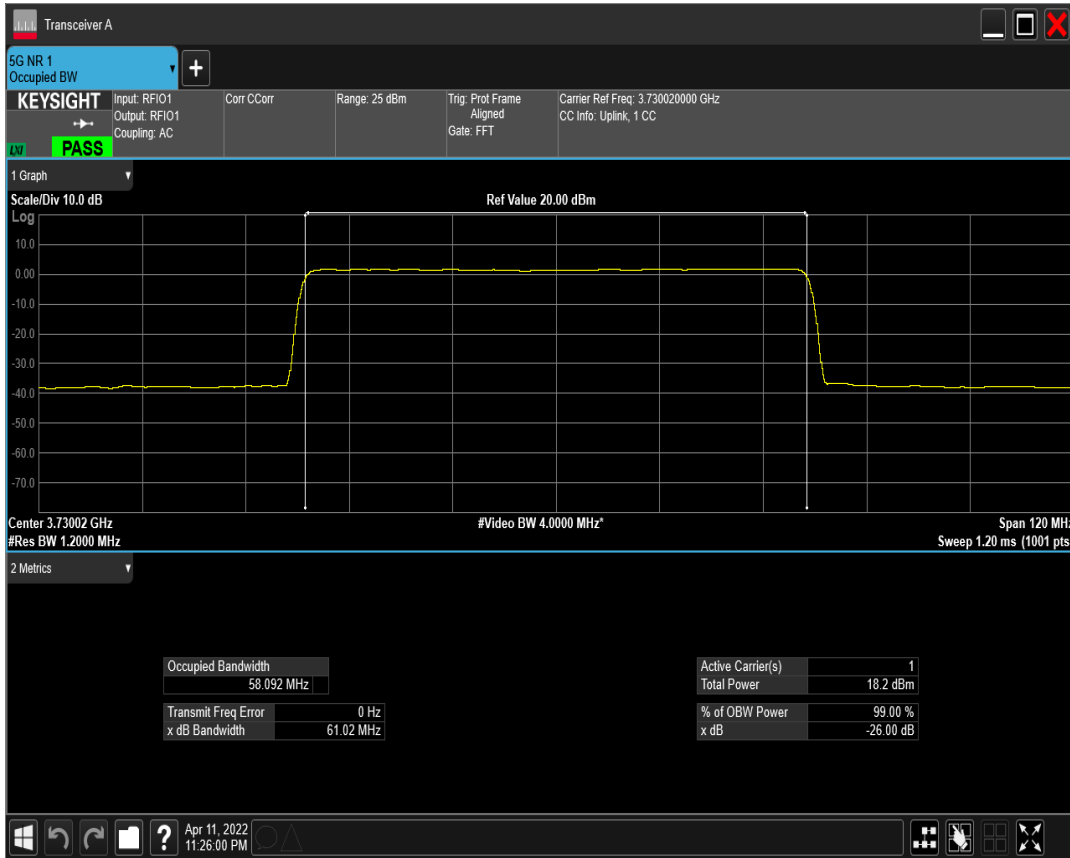 Transceiver A
5G NR 1
Occupied BW
+
KEYSIGHT
LXI
PASS
Input: RFIO1
Output: RFIO1
Coupling: AC
Corr CCorr
Range: 25 dBm
Trig: Prot Frame
Aligned
Gate: FFT
Carrier Ref Freq: 3.730020000 GHz
CC Info: Uplink, 1 CC
1 Graph
Scale/Div 10.0 dB
Ref Value 20.00 dBm
Log
10.0
0.00
-10.0
-20.0
-30.0
-40.0
-50.0
-60.0
-70.0
Center 3.73002 GHz
#Video BW 4.0000 MHz*
Span 120 MHz
#Res BW 1.2000 MHz
Sweep 1.20 ms (1001 pts
2 Metrics
Occupied Bandwidth
58.092 MHz
Transmit Freq Error 0 Hz
x dB Bandwidth 61.02 MHz
Active Carrier(s) 1
Total Power 18.2 dBm
% of OBW Power 99.00 %
x dB -26.00 dB
?
Apr 11, 2022
11:26:00 PM